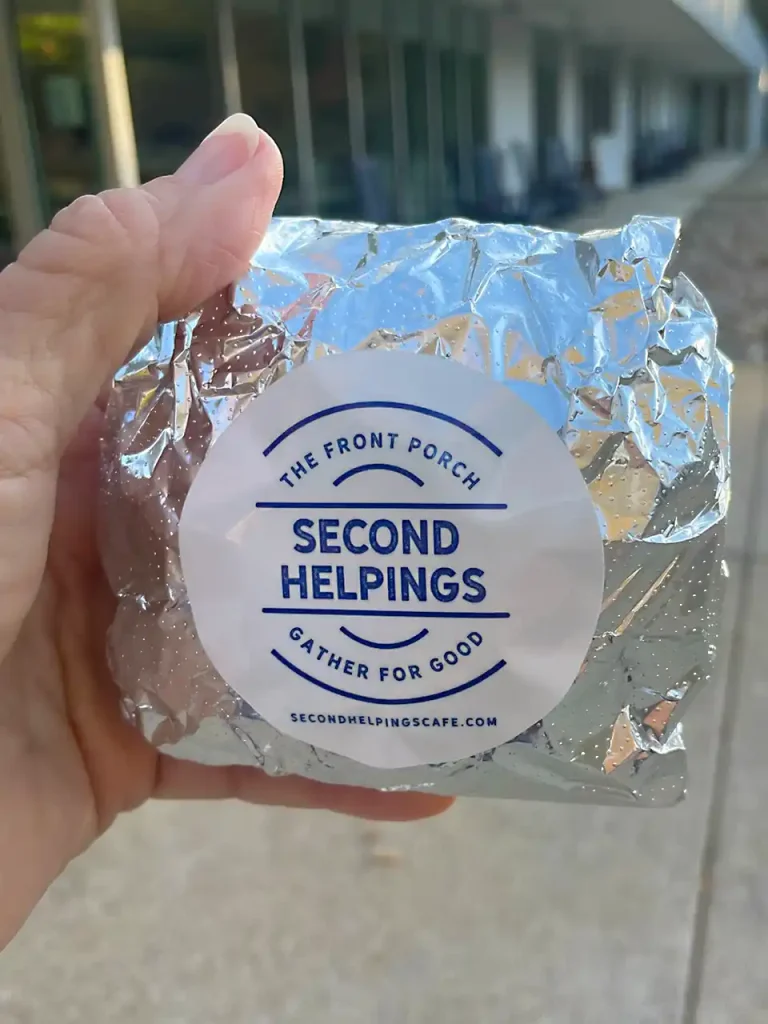 THE FRONT PORCH
SECOND
HELPINGS
GATHER FOR GOOD
SECONDHELPINGSCAFE.COM